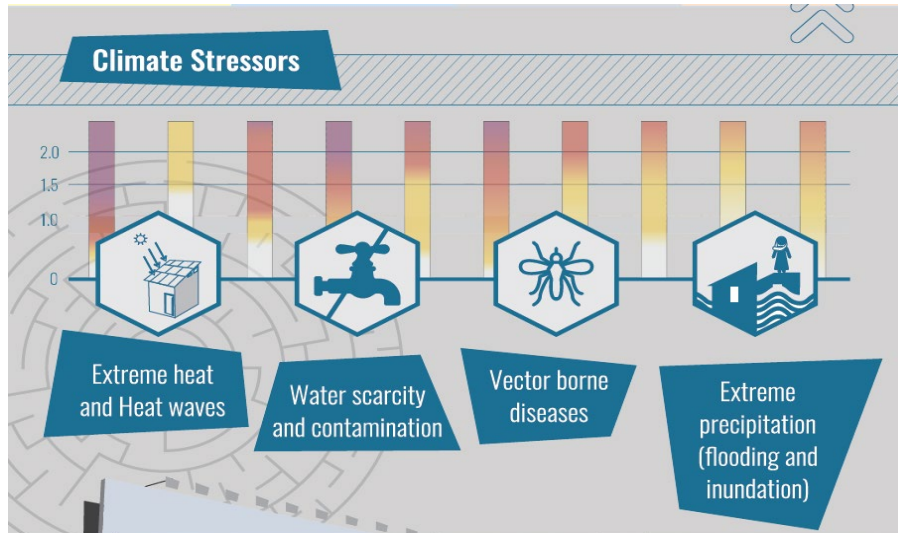 Climate Stressors
2.0
1.5
1.0
0
Extreme heat
and Heat waves
Water scarcity
and contamination
Vector borne
diseases
Extreme
precipitation
(flooding and
inundation)